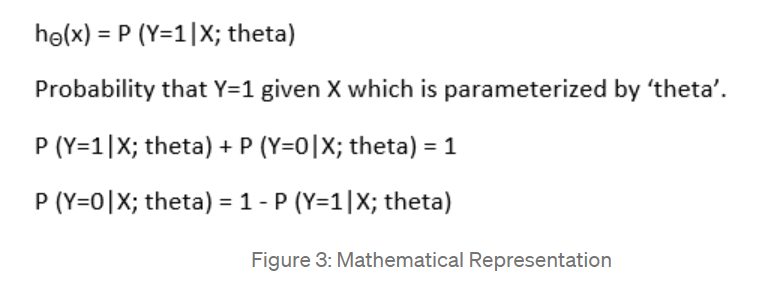 hΘ(x) = P (Y=1|X; theta)
Probability that Y=1 given X which is parameterized by ‘theta’.
P (Y=1|X; theta) + P (Y=0|X; theta) = 1
P (Y=0|X; theta) = 1 - P (Y=1|X; theta)
Figure 3: Mathematical Representation